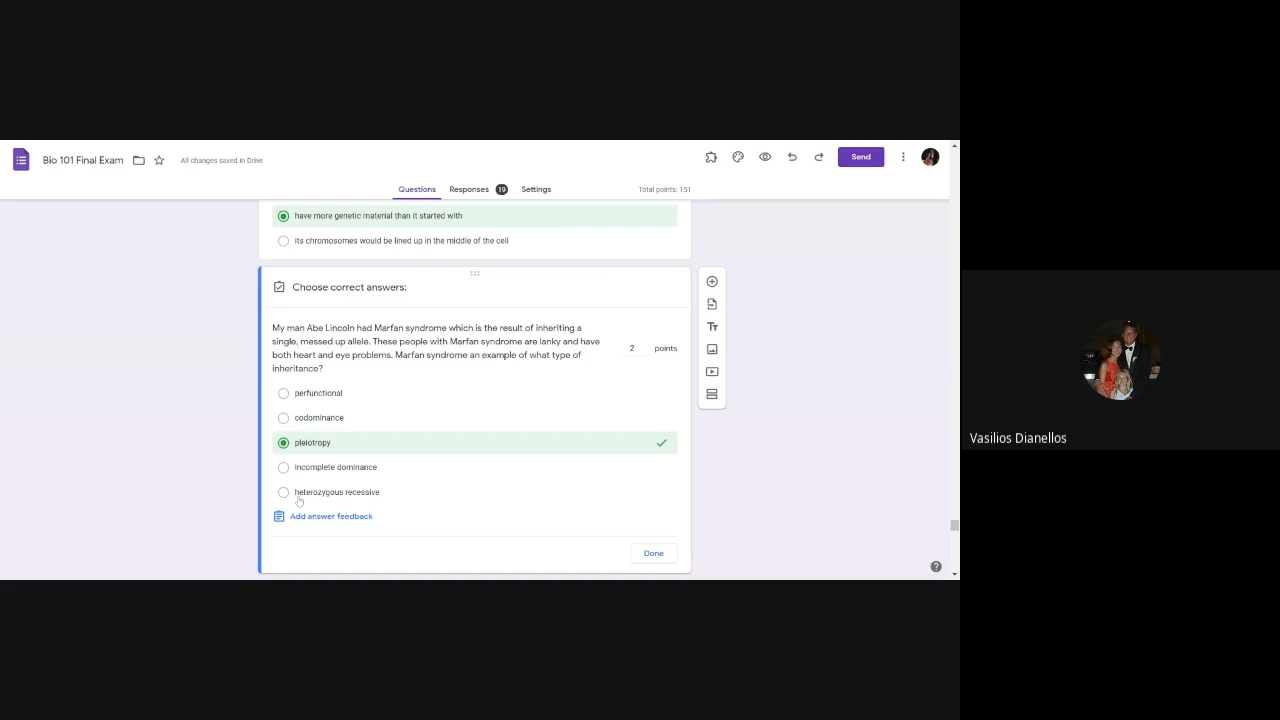 Bio 101 Final Exam
All changes saved in Drive
Send
Questions
Responses
19
Settings
Total points: 151
have more genetic material than it started with
its chromosomes would be lined up in the middle of the cell
Choose correct answers:
My man Abe Lincoln had Marfan syndrome which is the result of inheriting a
single, messed up allele. These people with Marfan syndrome are lanky and have
both heart and eye problems. Marfan syndrome an example of what type of
inheritance?
2 points
perfunctional
codominance
pleiotropy
incomplete dominance
heterozygous recessive
Add answer feedback
Done
Vasilios Dianellos